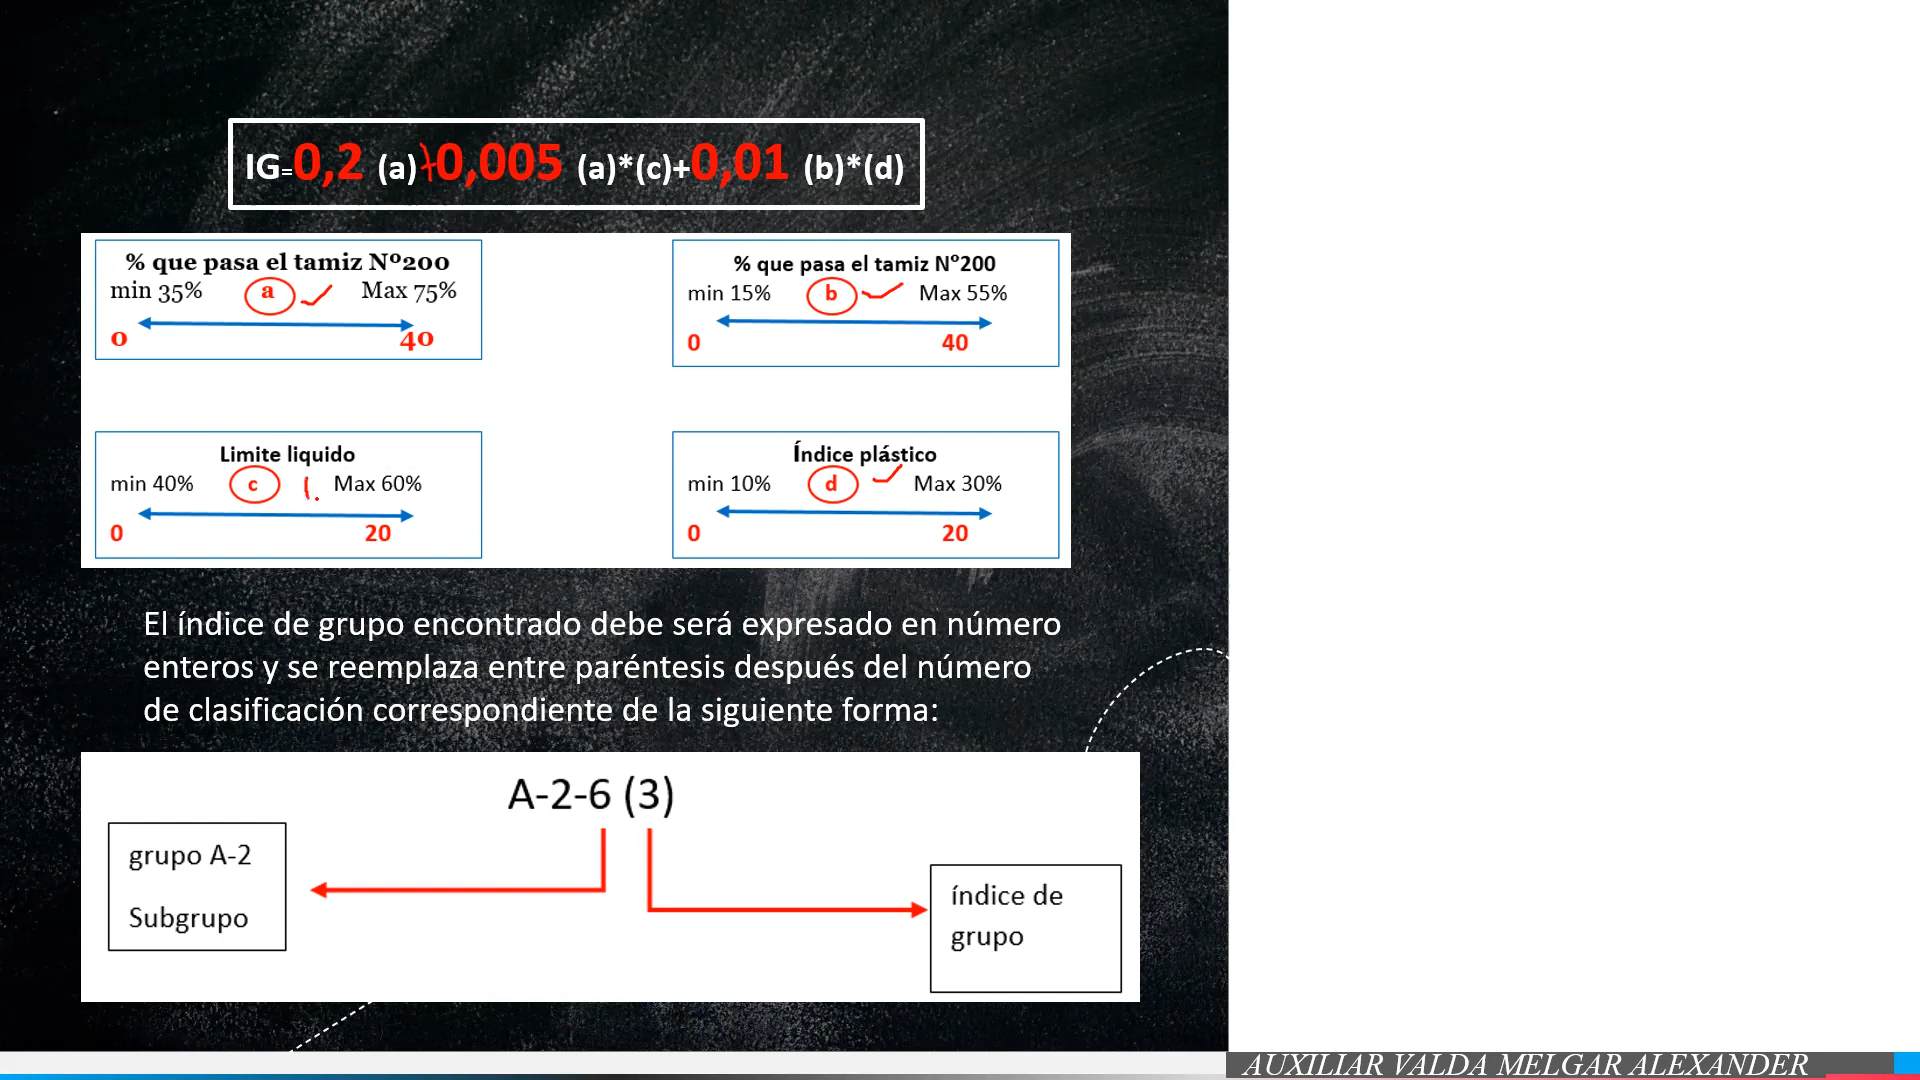 IG=0,2 (a)+0,005 (a)*(c)+0,01 (b)*(d)
% que pasa el tamiz Nº200
min 35% a Max 75%
0 40
% que pasa el tamiz N°200
min 15% b Max 55%
0 40
Limite liquido
min 40% c Max 60%
0 20
Índice plástico
min 10% d Max 30%
0 20
El índice de grupo encontrado debe será expresado en número
enteros y se reemplaza entre paréntesis después del número
de clasificación correspondiente de la siguiente forma:
A-2-6 (3)
grupo A-2
Subgrupo
índice de
grupo
AUXILIAR VALDA MELGAR ALEXANDER